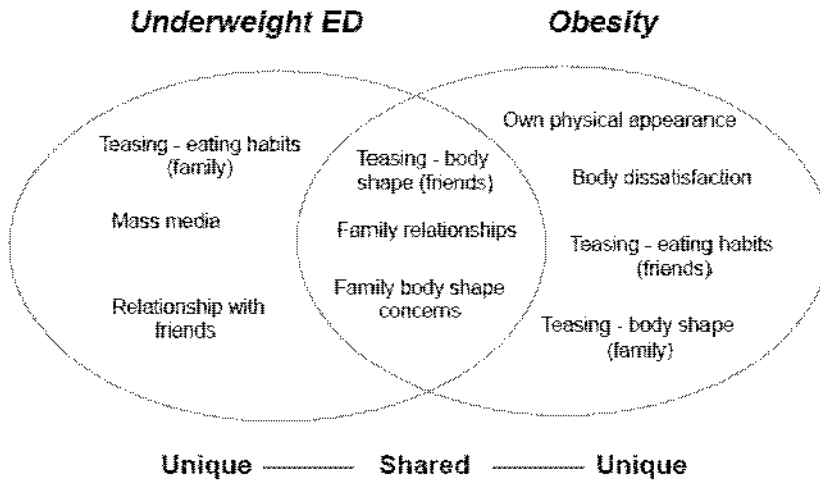 Underweight ED
Obesity
Teasing - eating habits
(family)
Mass media
Relationship with
friends
Teasing - body
shape (friends)
Family relationships
Family body shape
concerns
Own physical appearance
Body dissatisfaction
Teasing - eating habits
(friends)
Teasing - body shape
(family)
Unique Shared Unique